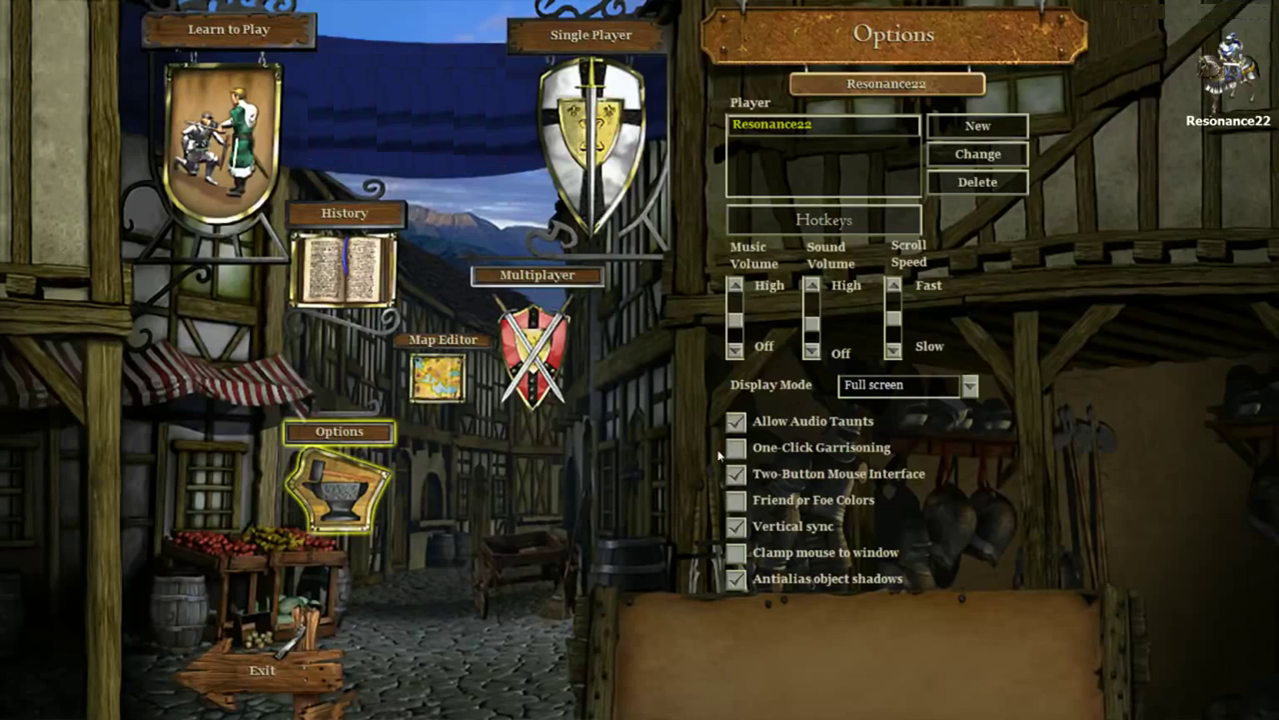 Learn to Play
Single Player
History
Multiplayer
Map Editor
Options
Exit
Options
Resonance22
Player
Resonance22
New
Change
Delete
Hotkeys
Music
Volume
Sound
Volume
Scroll
Speed
High
High
Fast
Off
Off
Slow
Display Mode
Full screen
Allow Audio Taunts
One-Click Garrisoning
Two-Button Mouse Interface
Friend or Foe Colors
Vertical sync
Clamp mouse to window
Antialias object shadows
Resonance22